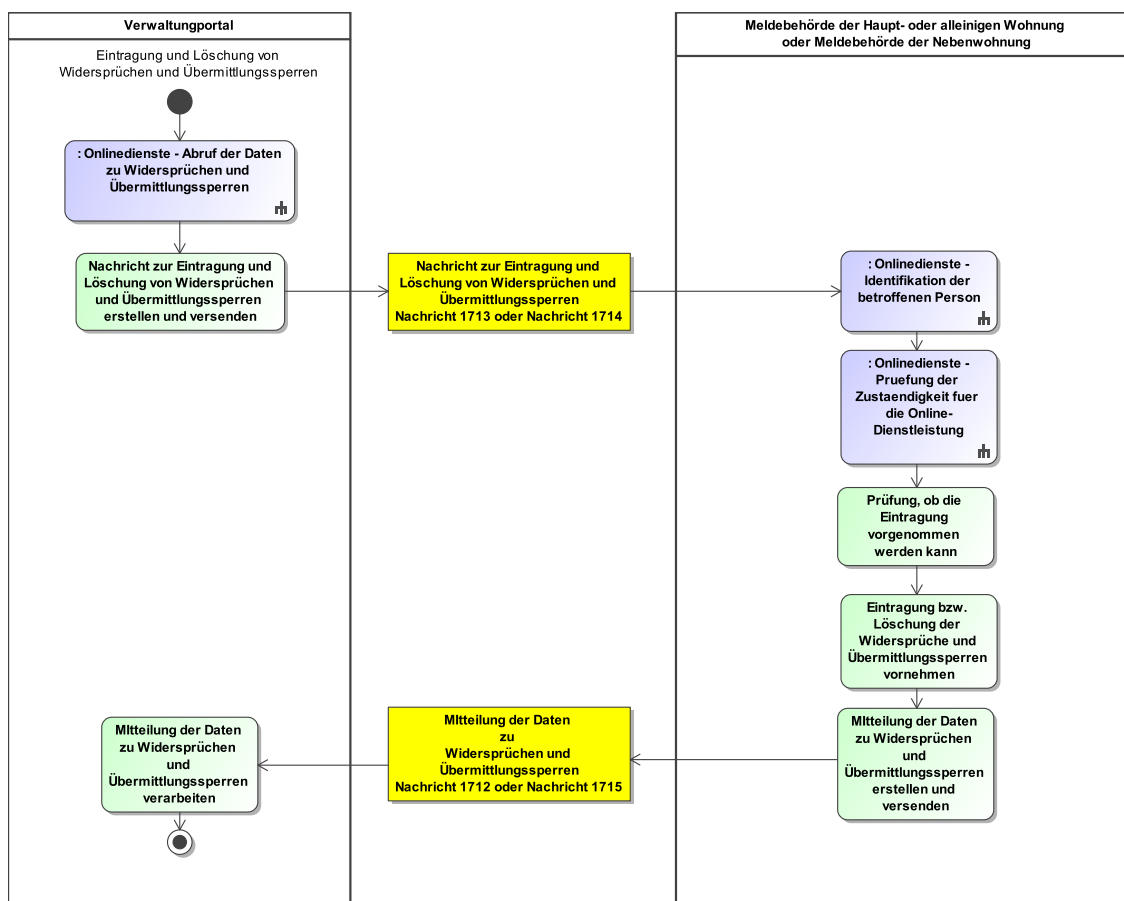 Verwaltungportal
Meldebehörde der Haupt- oder alleinigen Wohnung
oder Meldebehörde der Nebenwohnung
Eintragung und Löschung von
Widersprüchen und Übermittlungssperren
: Onlinedienste - Abruf der Daten
zu Widersprüchen und
Übermittlungssperren
Nachricht zur Eintragung und
Löschung von Widersprüchen
und Übermittlungssperren
erstellen und versenden
Nachricht zur Eintragung und
Löschung von Widersprüchen und
Übermittlungssperren
Nachricht 1713 oder Nachricht 1714
: Onlinedienste -
Identifikation der
betroffenen Person
: Onlinedienste -
Pruefung der
Zustaendigkeit fuer
die Online-
Dienstleistung
Prüfung, ob die
Eintragung
vorgenommen
werden kann
Eintragung bzw.
Löschung der
Widersprüche und
Übermittlungssperren
vornehmen
MItteilung der Daten
zu Widersprüchen
und
Übermittlungssperren
erstellen und
versenden
MItteilung der Daten
zu
Widersprüchen und
Übermittlungssperren
Nachricht 1712 oder Nachricht 1715
MItteilung der Daten
zu Widersprüchen
und
Übermittlungssperren
verarbeiten